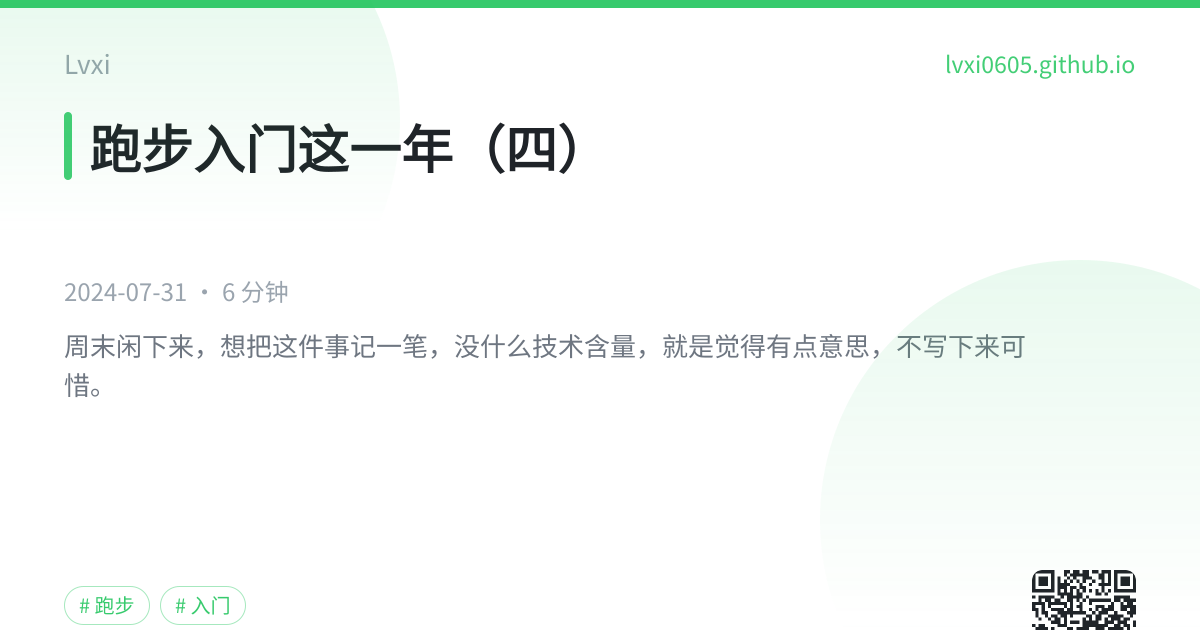 Lvxi
lvxi0605.github.io
跑步入门这一年（四）
2024-07-31 · 6 分钟
周末闲下来，想把这件事记一笔，没什么技术含量，就是觉得有点意思，不写下来可
惜。
# 跑步
# 入门